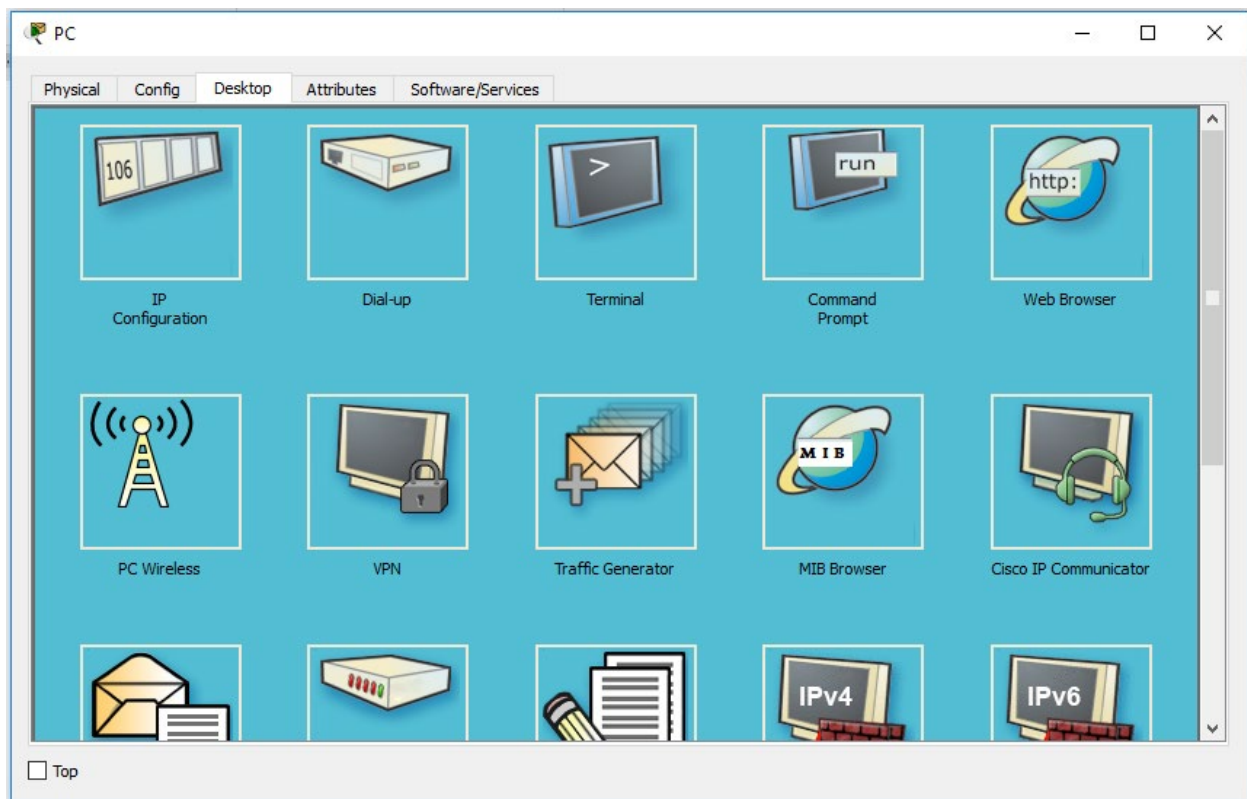 PC
Physical
Config
Desktop
Attributes
Software/Services
106
>
run
http:
IP
Configuration
Dial-up
Terminal
Command
Prompt
Web Browser
MIB
PC Wireless
VPN
Traffic Generator
MIB Browser
Cisco IP Communicator
IPv4
IPv6
Top